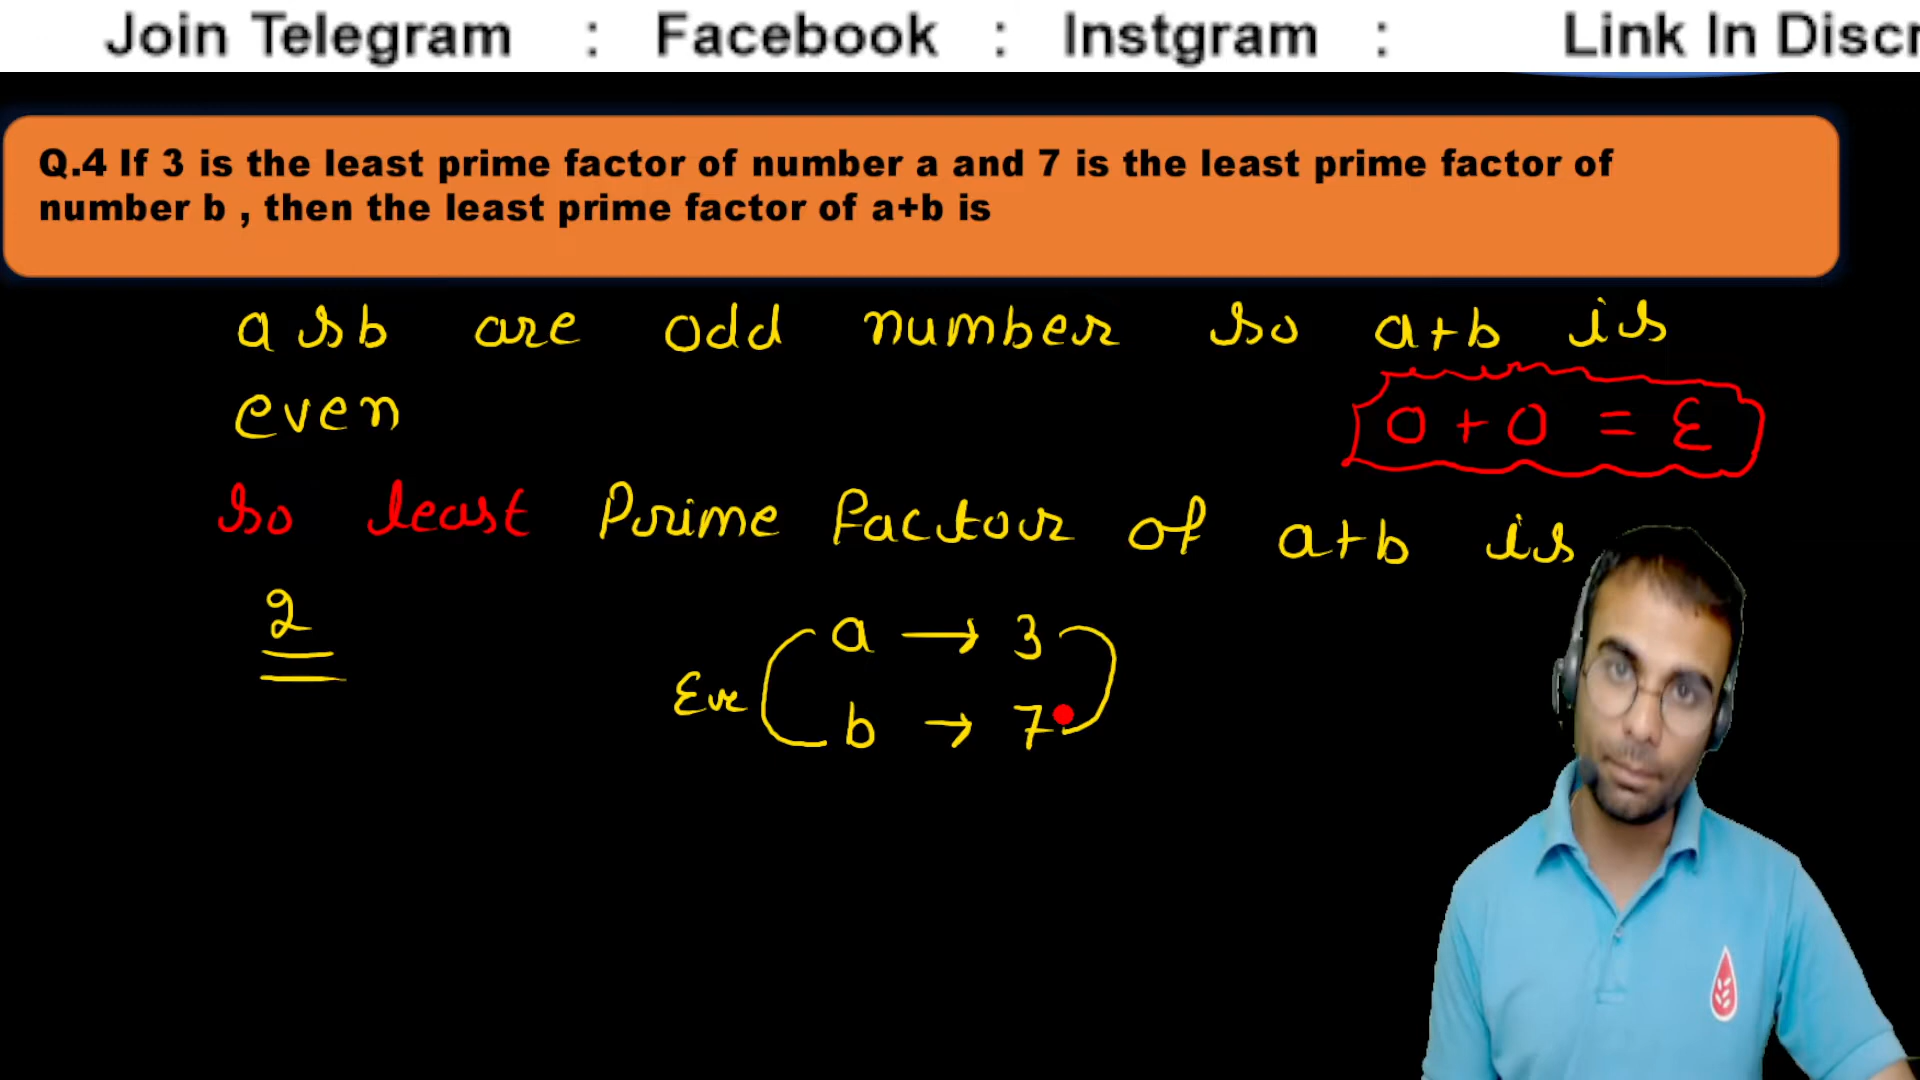 Join Telegram : Facebook : Instgram : Link In Discr
Q.4 If 3 is the least prime factor of number a and 7 is the least prime factor of
number b , then the least prime factor of a+b is
a & b are odd number so a+b is
even
O + O = E
So least Prime Factor of a+b is
2
a → 3
Eve
b → 7